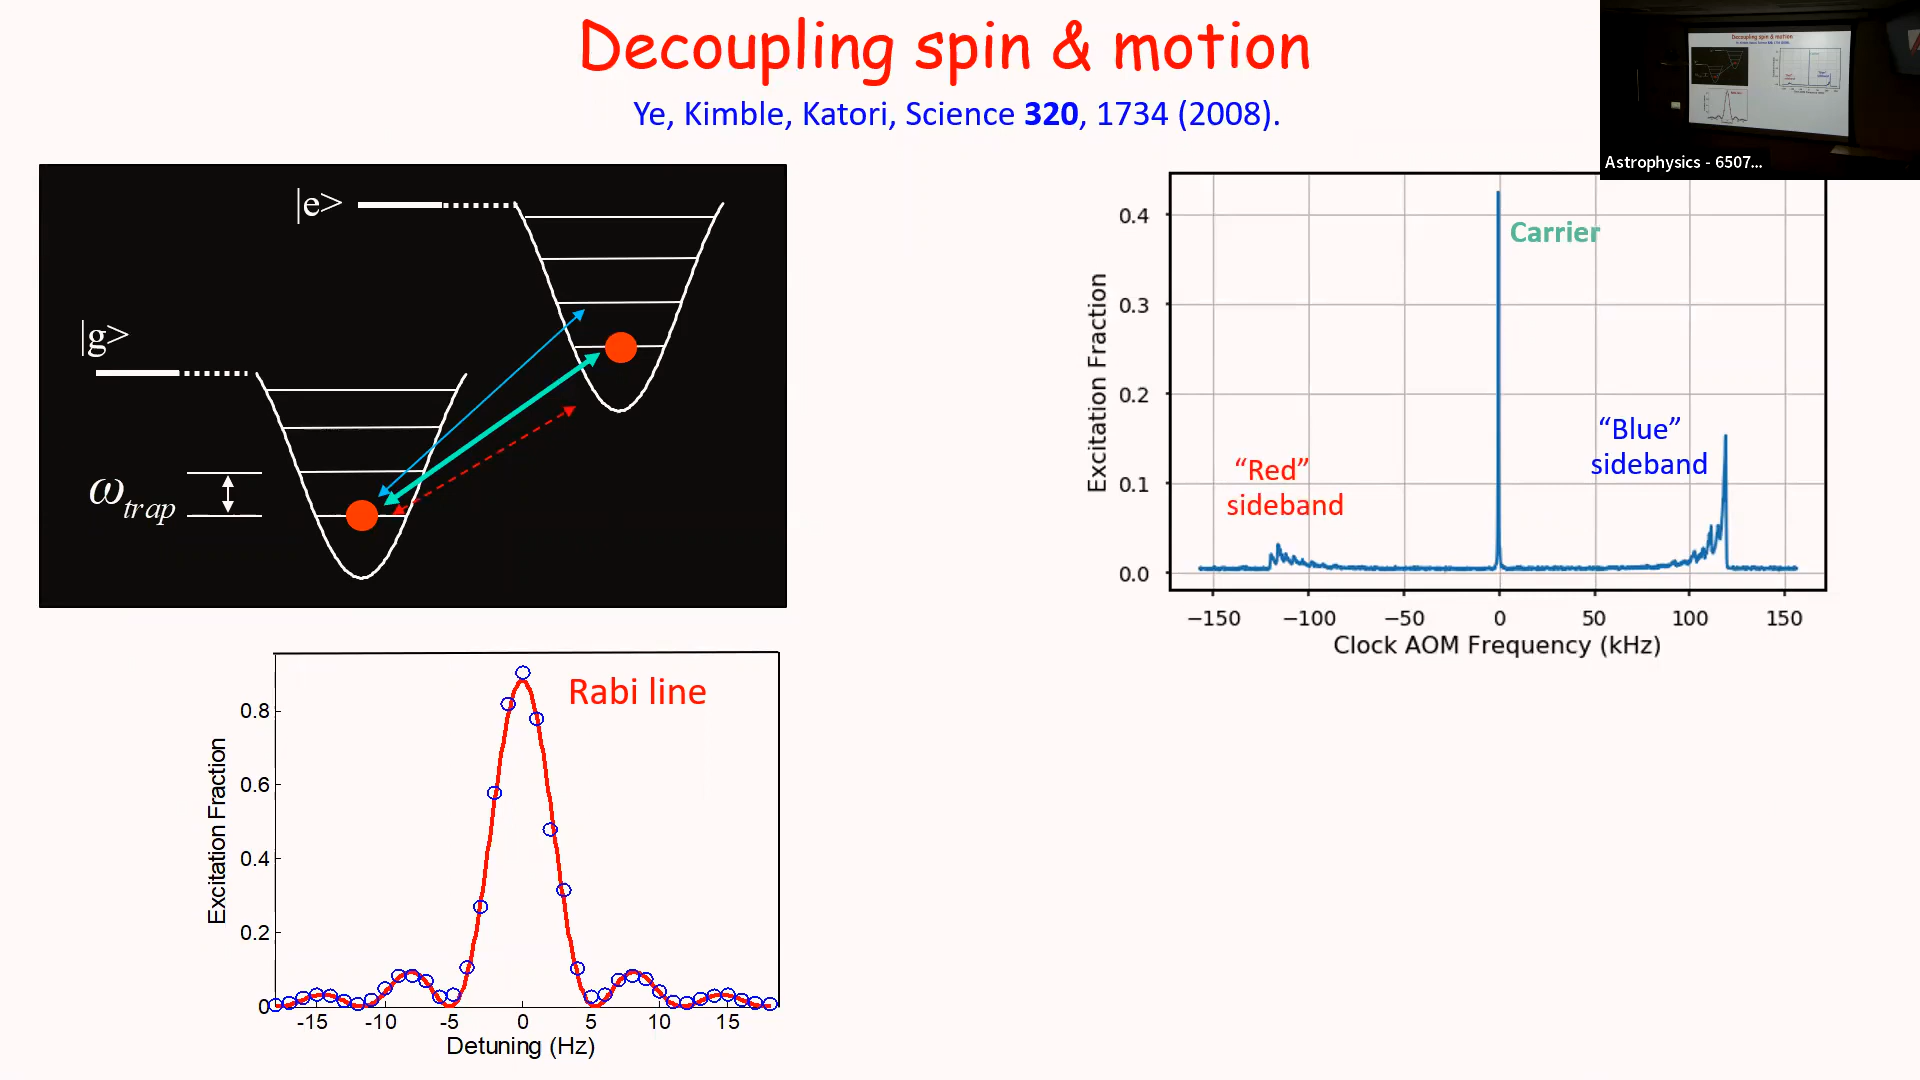 Decoupling spin & motion
Ye, Kimble, Katori, Science 320, 1734 (2008).
Astrophysics - 6507...
|e>
|g>
ωtrap
Excitation Fraction
0.4
0.3
0.2
0.1
0.0
Carrier
“Red”
sideband
“Blue”
sideband
−150 −100 −50 0 50 100 150
Clock AOM Frequency (kHz)
Rabi line
Excitation Fraction
0.8
0.6
0.4
0.2
0
-15 -10 -5 0 5 10 15
Detuning (Hz)